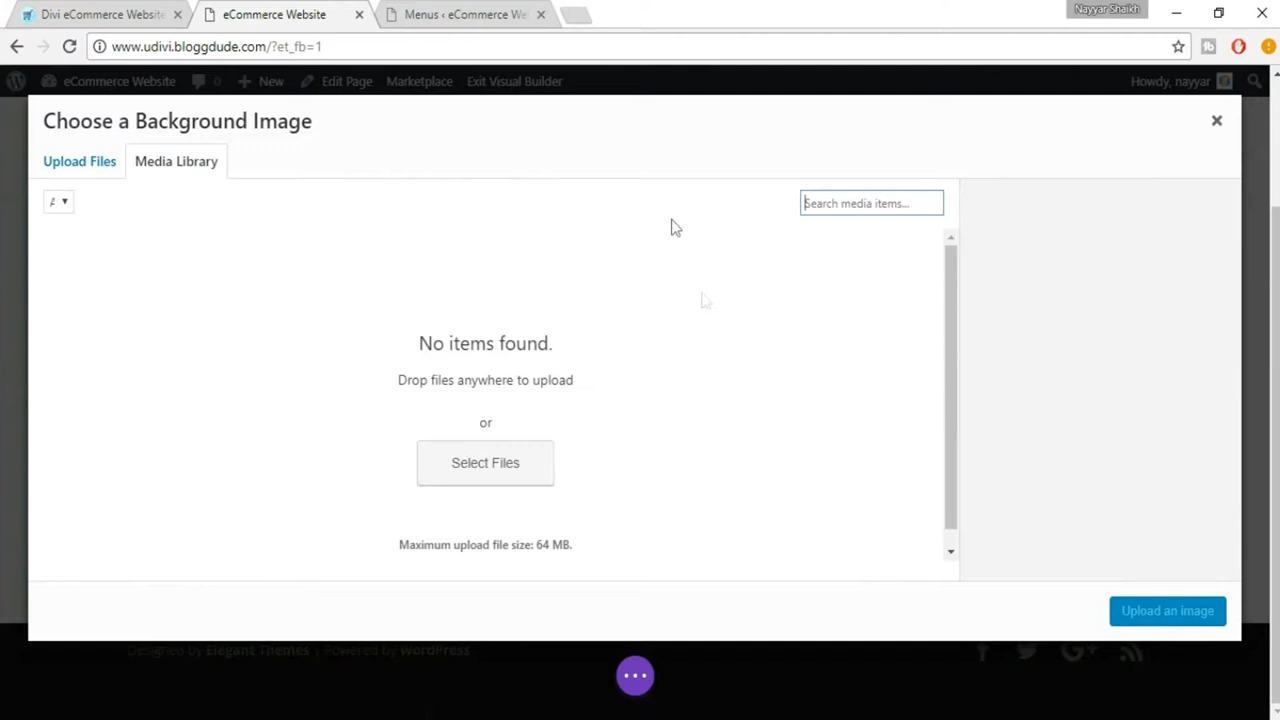 Divi eCommerce Website
eCommerce Website
Menus ‹ eCommerce We
Nayyar Shaikh
www.udivi.bloggdude.com/?et_fb=1
eCommerce Website
0
New
Edit Page
Marketplace
Exit Visual Builder
Howdy, nayyar
Choose a Background Image
Upload Files
Media Library
Search media items...
No items found.
Drop files anywhere to upload
or
Select Files
Maximum upload file size: 64 MB.
Upload an image
Designed by Elegant Themes | Powered by WordPress